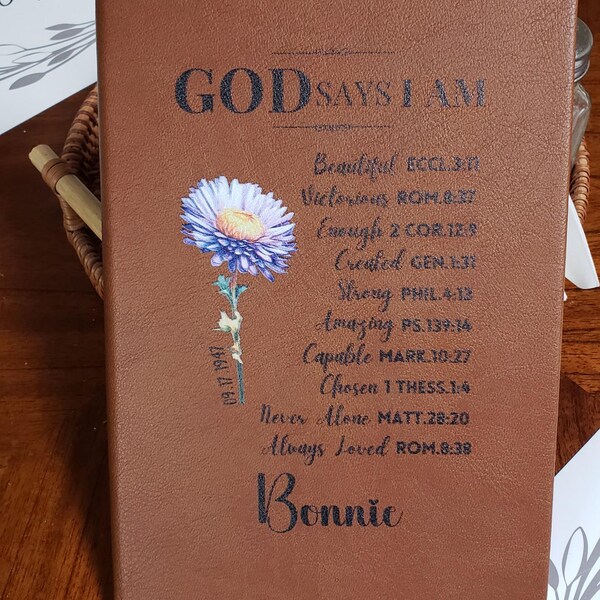 GOD SAYS I AM
Beautiful ECCL.3:11
Victorious ROM.8:37
Enough 2 COR.12:9
Created GEN.1:31
Strong PHIL.4:13
Amazing PS.139:14
Capable MARK.10:27
Chosen 1 THESS.1:4
Never Alone MATT.28:20
Always Loved ROM.8:38
09.17.1947
Bonnie